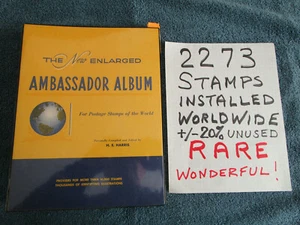 THE New ENLARGED
AMBASSADOR ALBUM
For Postage Stamps of the World
H. E. HARRIS
2273
STAMPS
INSTALLED
WORLDWIDE
+/-20% UNUSED
RARE
WONDERFUL!